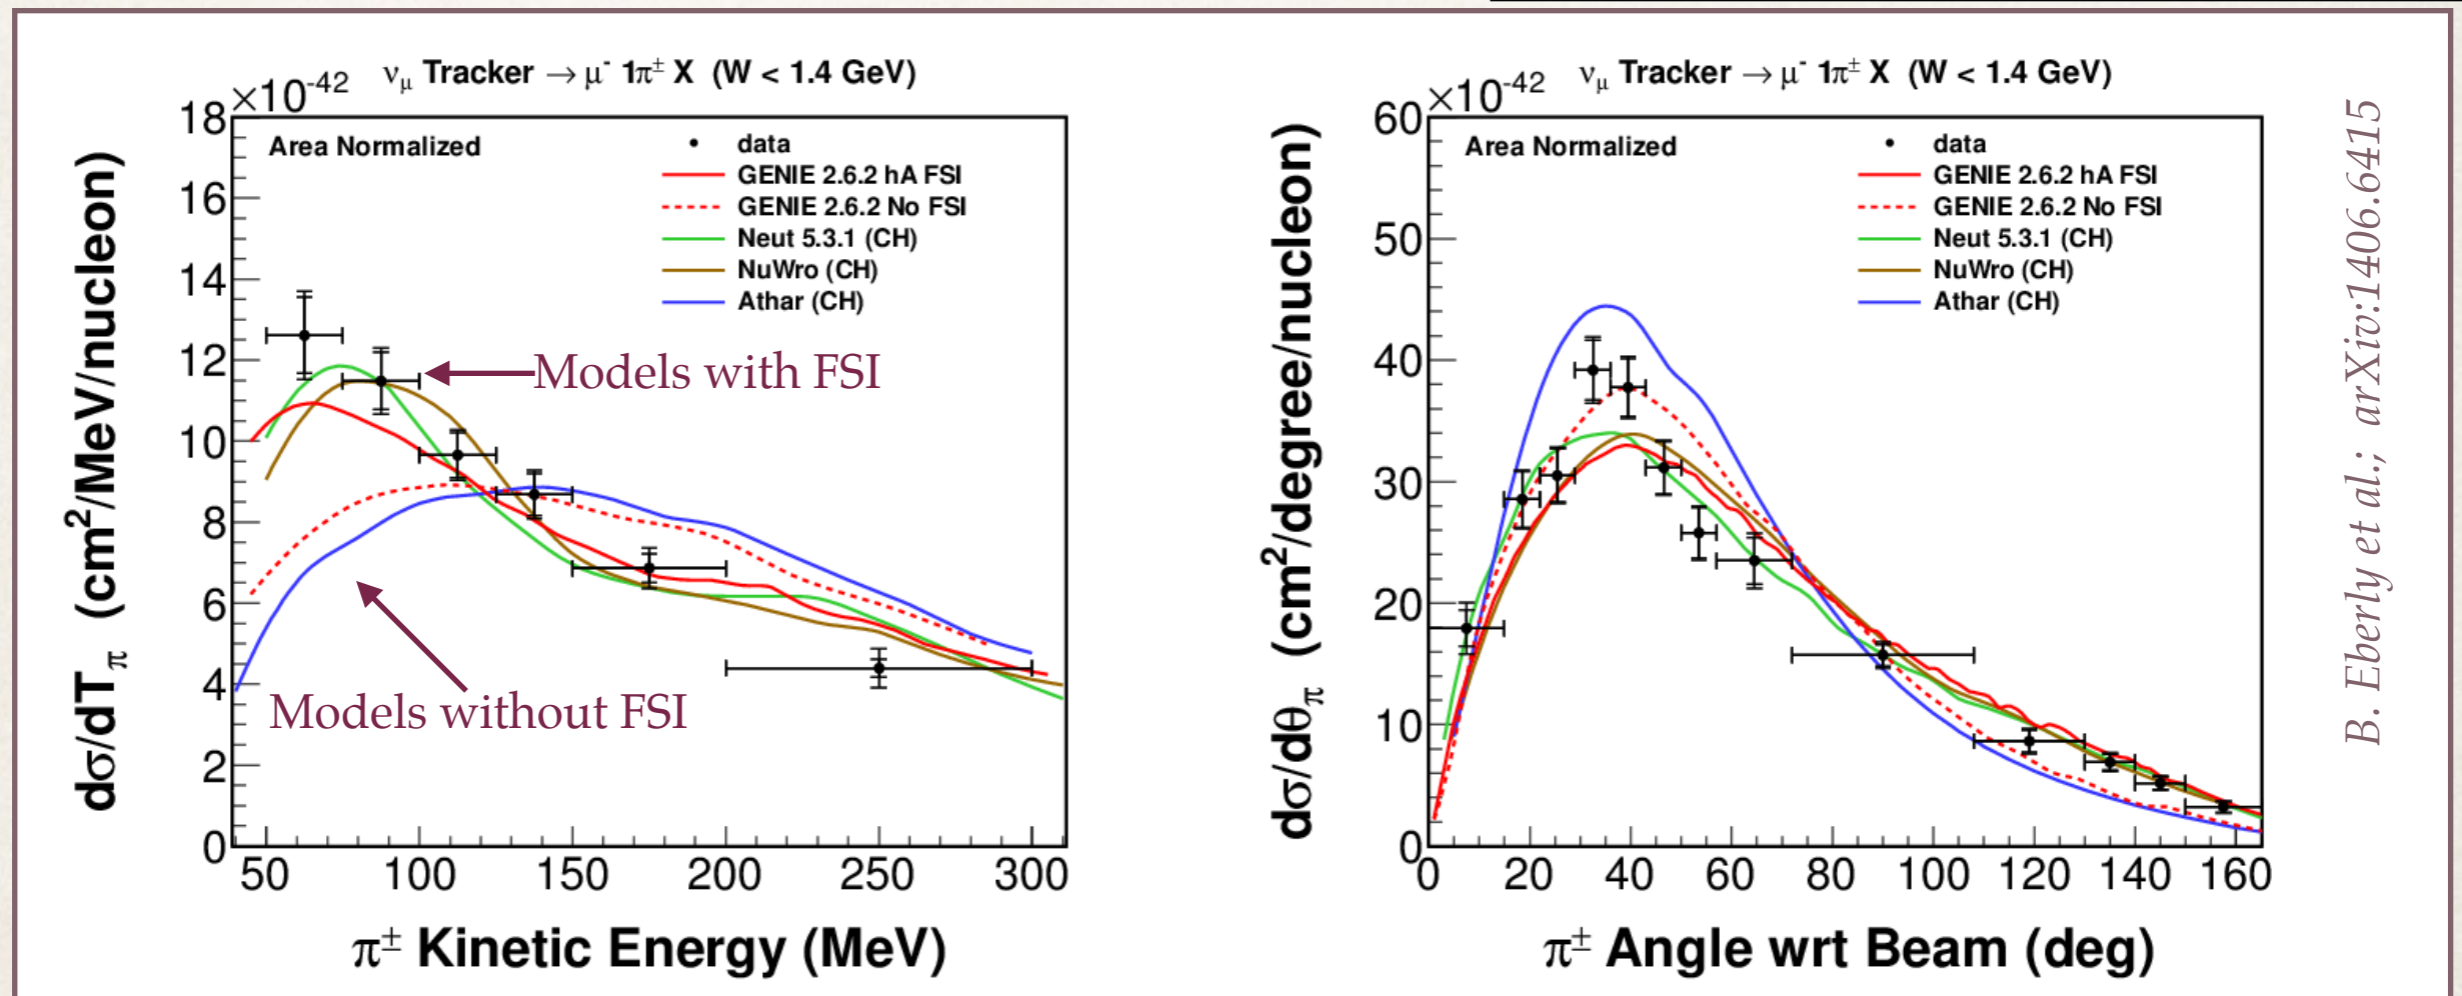 ×10⁻⁴² νμ Tracker → μ⁻ 1π± X (W < 1.4 GeV)
Area Normalized
data
GENIE 2.6.2 hA FSI
GENIE 2.6.2 No FSI
Neut 5.3.1 (CH)
NuWro (CH)
Athar (CH)
Models with FSI
Models without FSI
dσ/dTπ (cm²/MeV/nucleon)
18
16
14
12
10
8
6
4
2
0
50 100 150 200 250 300
π± Kinetic Energy (MeV)
×10⁻⁴² νμ Tracker → μ⁻ 1π± X (W < 1.4 GeV)
Area Normalized
data
GENIE 2.6.2 hA FSI
GENIE 2.6.2 No FSI
Neut 5.3.1 (CH)
NuWro (CH)
Athar (CH)
dσ/dθπ (cm²/degree/nucleon)
60
50
40
30
20
10
0
0 20 40 60 80 100 120 140 160
π± Angle wrt Beam (deg)
B. Eberly et al.; arXiv:1406.6415